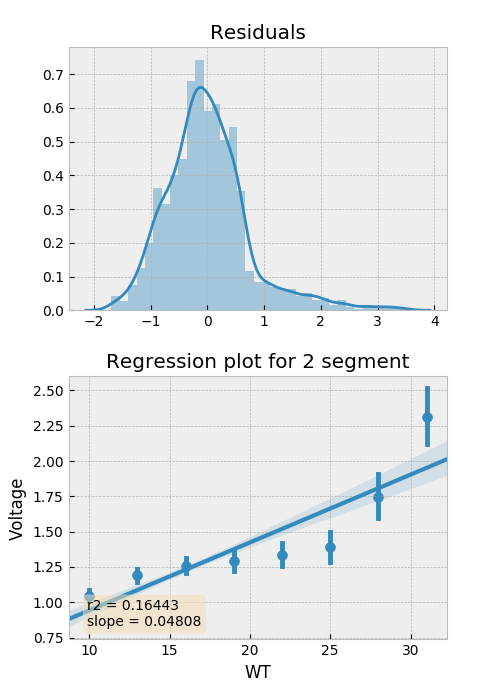 Residuals
0.7
0.6
0.5
0.4
0.3
0.2
0.1
0.0
−2 −1 0 1 2 3 4
Regression plot for 2 segment
2.50
2.25
2.00
1.75
1.50
1.25
1.00
0.75
Voltage
r2 = 0.16443
slope = 0.04808
10 15 20 25 30
WT